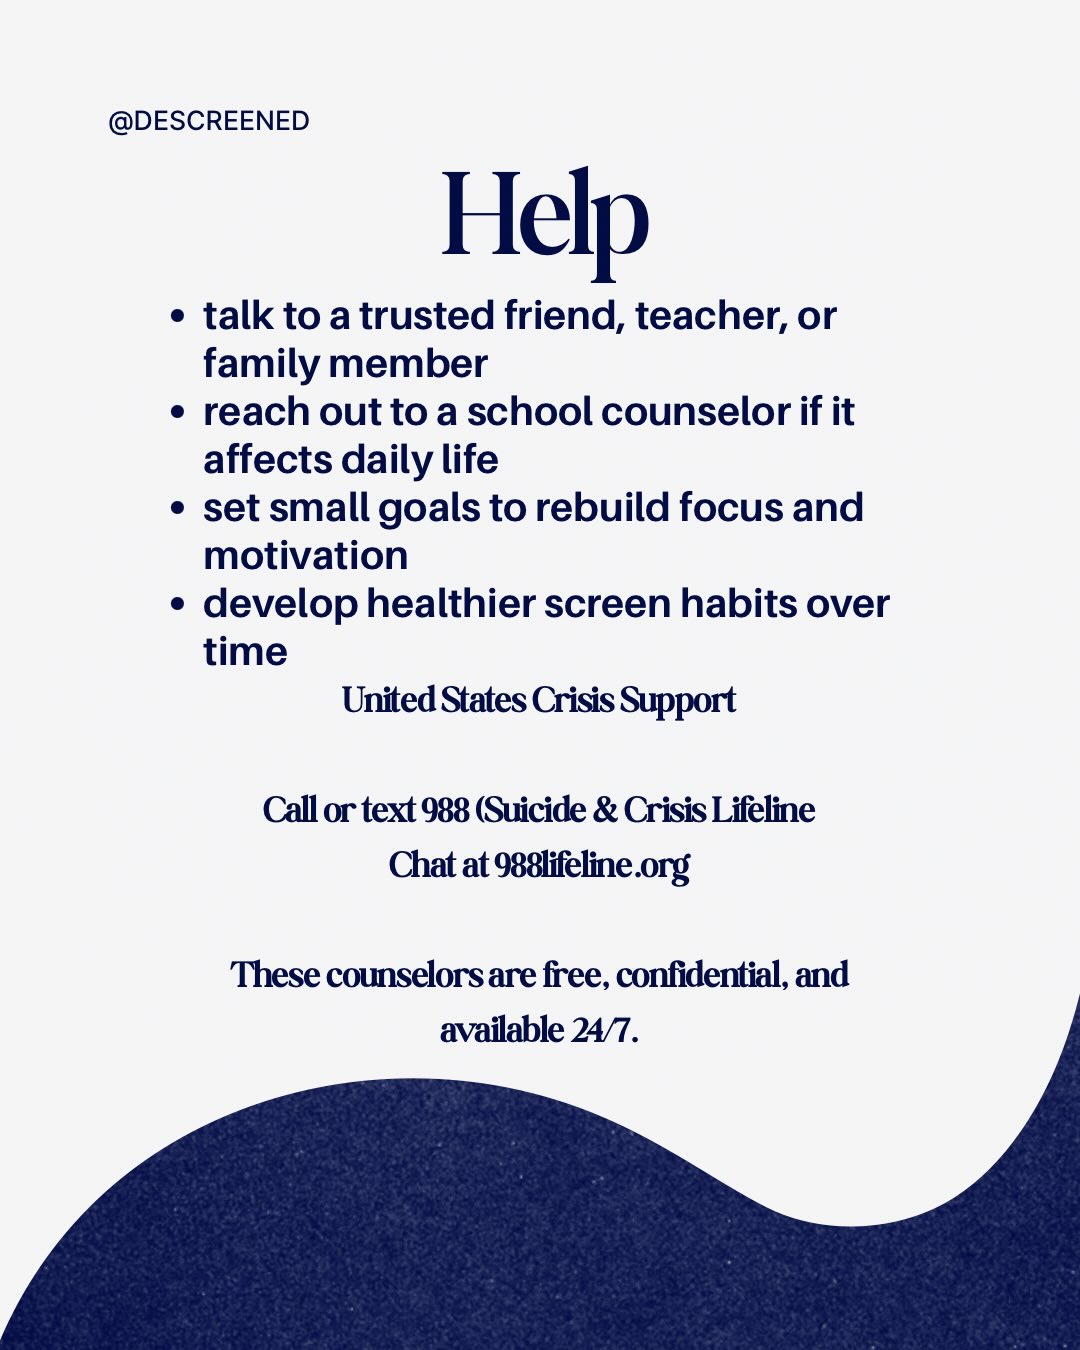 @DESCREENED
Help
• talk to a trusted friend, teacher, or
family member
• reach out to a school counselor if it
affects daily life
• set small goals to rebuild focus and
motivation
• develop healthier screen habits over
time
United States Crisis Support
Call or text 988 (Suicide & Crisis Lifeline
Chat at 988lifeline.org
These counselors are free, confidential, and
available 24/7.